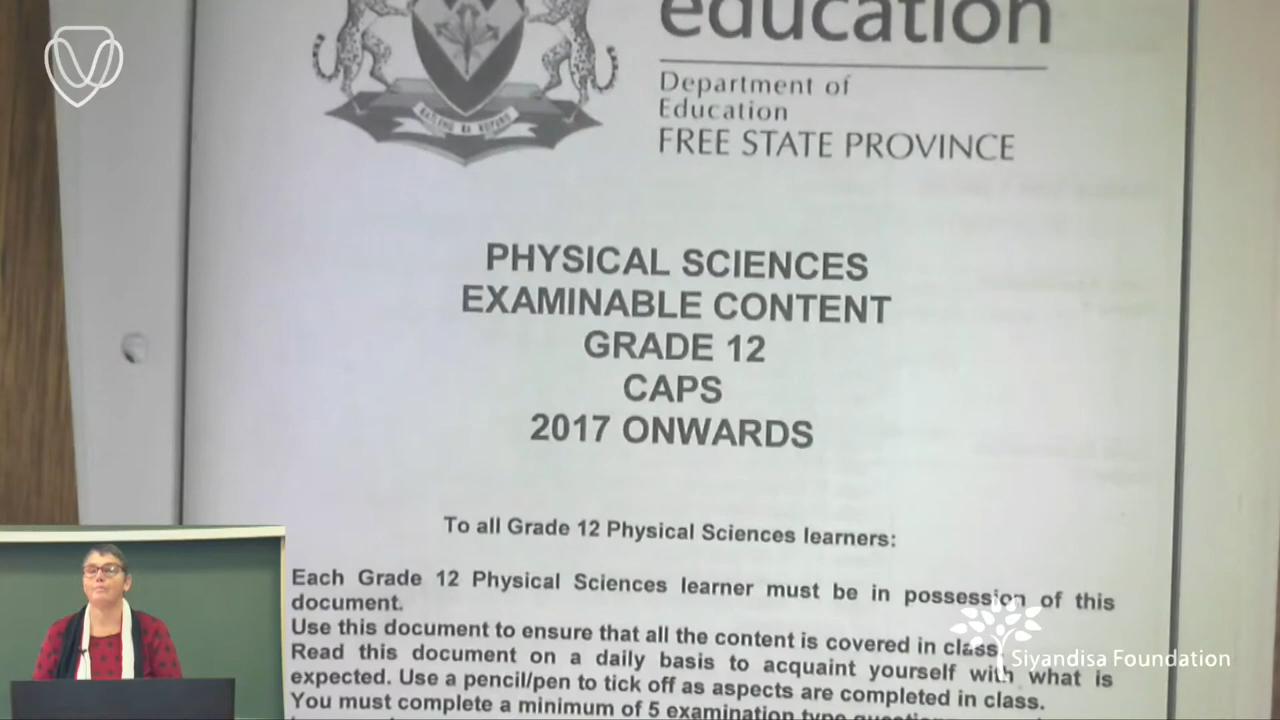 education
Department of
Education
FREE STATE PROVINCE
PHYSICAL SCIENCES
EXAMINABLE CONTENT
GRADE 12
CAPS
2017 ONWARDS
To all Grade 12 Physical Sciences learners:
Each Grade 12 Physical Sciences learner must be in possession of this
document.
Use this document to ensure that all the content is covered in class
Read this document on a daily basis to acquaint yourself with what is
expected. Use a pencil/pen to tick off as aspects are completed in class.
You must complete a minimum of 5 examination type
Siyandisa Foundation